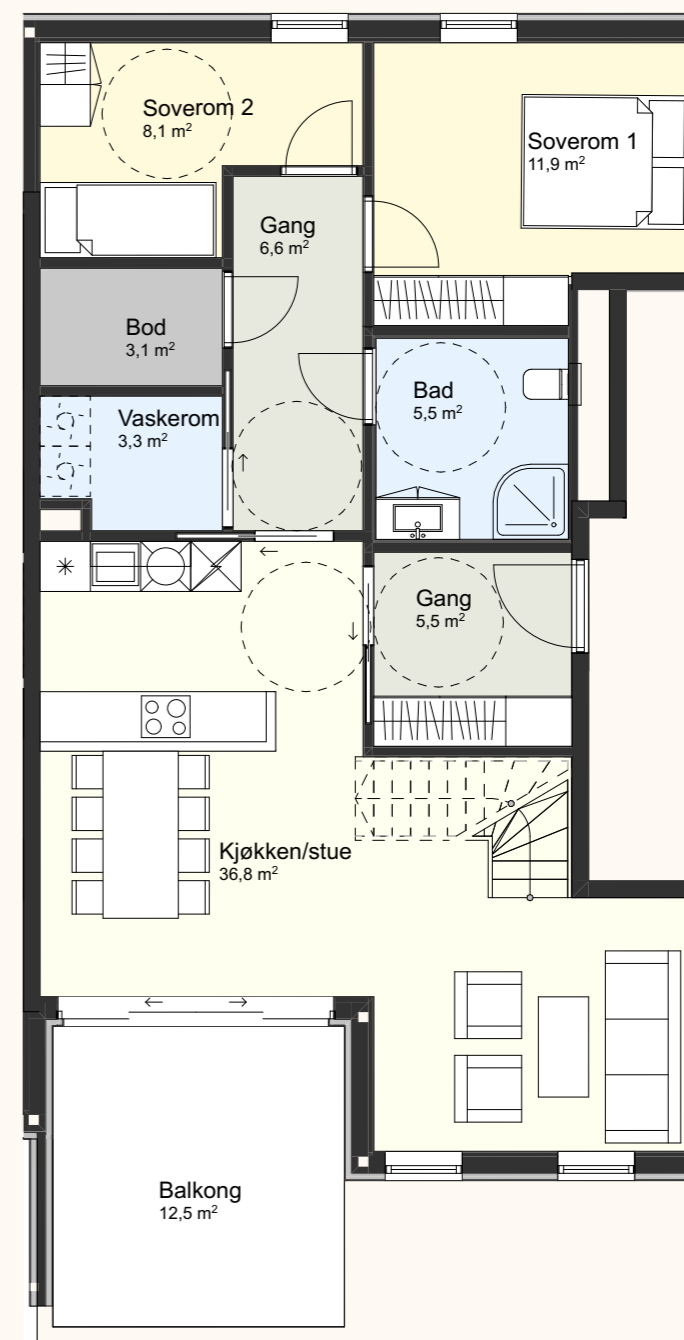 Soverom 2
8,1 m²
Soverom 1
11,9 m²
Gang
6,6 m²
Bod
3,1 m²
Bad
5,5 m²
Vaskerom
3,3 m²
Gang
5,5 m²
Kjøkken/stue
36,8 m²
Balkong
12,5 m²